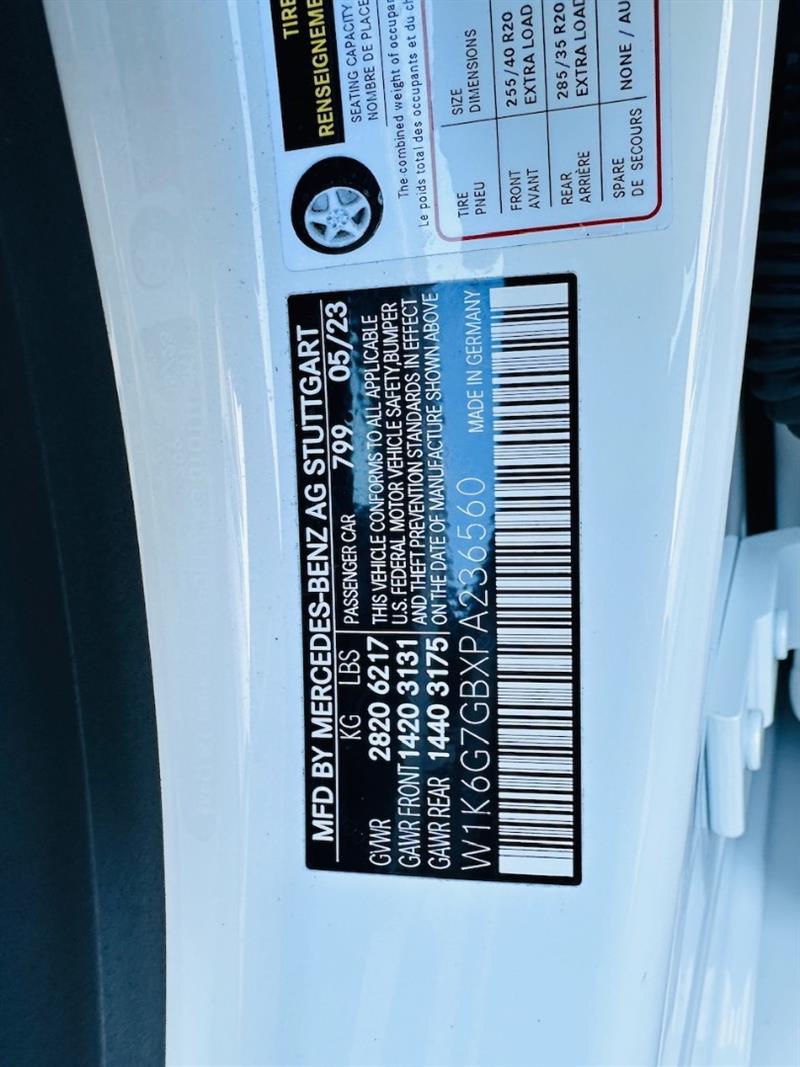 MFD BY MERCEDES-BENZ AG STUTTGART
KG LBS PASSENGER CAR 799 05/23
GVWR 2820 6217 THIS VEHICLE CONFORMS TO ALL APPLICABLE
GAWR FRONT 1420 3131 U.S. FEDERAL MOTOR VEHICLE SAFETY, BUMPER
GAWR REAR 1440 3175 AND THEFT PREVENTION STANDARDS IN EFFECT
ON THE DATE OF MANUFACTURE SHOWN ABOVE
W1K6G7GBXPA236560 MADE IN GERMANY
TIRE
RENSEIGNEME
SEATING CAPACITY
NOMBRE DE PLACE
The combined weight of occupan
Le poids total des occupants et du ch
TIRE SIZE
PNEU DIMENSIONS
FRONT 255/40 R20
AVANT EXTRA LOAD
REAR 285/35 R20
ARRIÈRE EXTRA LOAD
SPARE NONE / AU
DE SECOURS